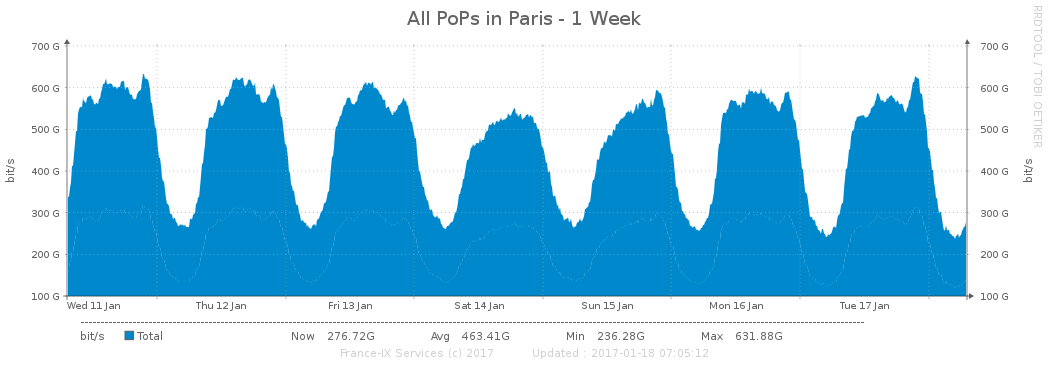 All PoPs in Paris - 1 Week
RRDTOOL / TOBI OETIKER
700 G 700 G
600 G 600 G
500 G 500 G
400 G 400 G
300 G 300 G
200 G 200 G
100 G 100 G
bit/s bit/s
Wed 11 Jan Thu 12 Jan Fri 13 Jan Sat 14 Jan Sun 15 Jan Mon 16 Jan Tue 17 Jan
bit/s Total Now 276.72G Avg 463.41G Min 236.28G Max 631.88G
France-IX Services (c) 2017 Updated : 2017-01-18 07:05:12